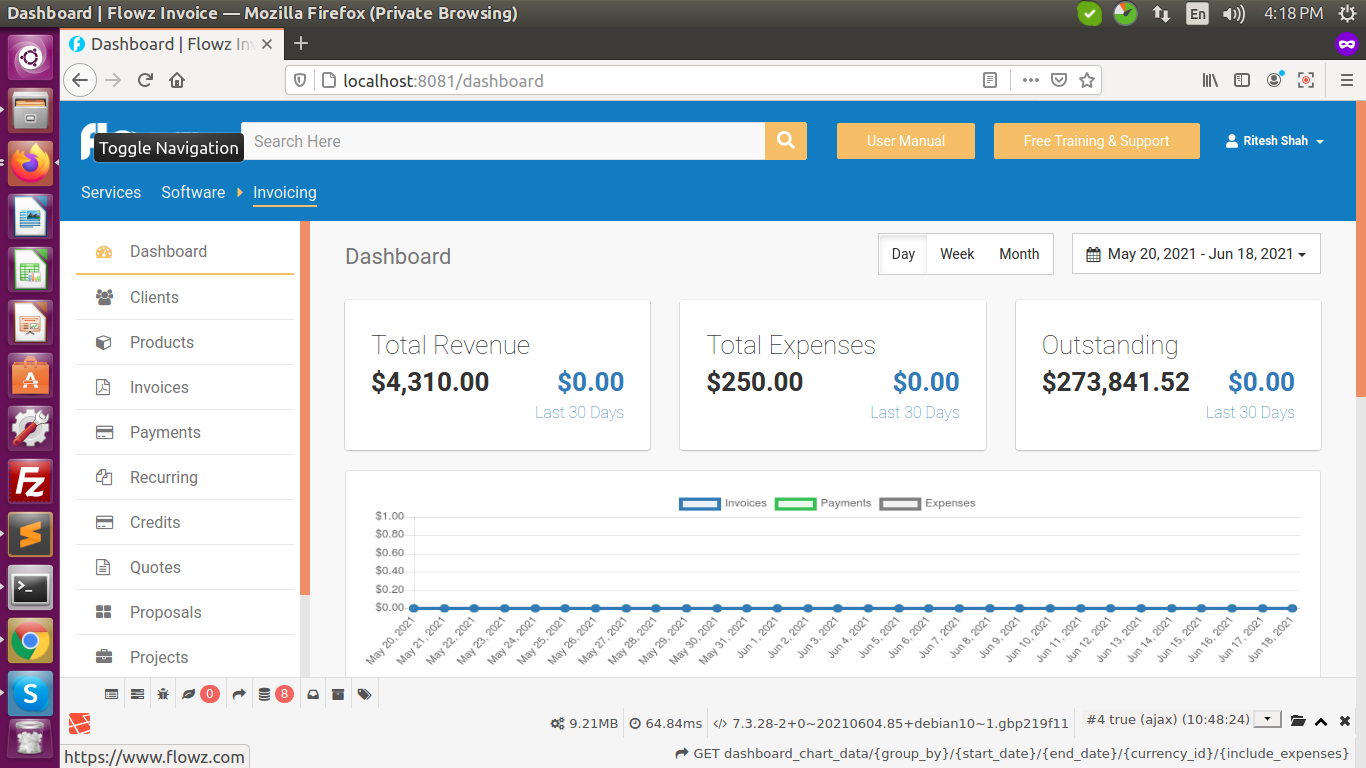 Dashboard | Flowz Invoice — Mozilla Firefox (Private Browsing)
En
4:18 PM
Dashboard | Flowz Inv
localhost:8081/dashboard
Toggle Navigation
Search Here
User Manual
Free Training & Support
Ritesh Shah
Services Software Invoicing
Dashboard
Clients
Products
Invoices
Payments
Recurring
Credits
Quotes
Proposals
Projects
Dashboard
Day Week Month
May 20, 2021 - Jun 18, 2021
Total Revenue
$4,310.00 $0.00
Last 30 Days
Total Expenses
$250.00 $0.00
Last 30 Days
Outstanding
$273,841.52 $0.00
Last 30 Days
Invoices Payments Expenses
$1.00
$0.80
$0.60
$0.40
$0.20
$0.00
May 20, 2021
May 21, 2021
May 22, 2021
May 23, 2021
May 24, 2021
May 25, 2021
May 26, 2021
May 27, 2021
May 28, 2021
May 29, 2021
May 30, 2021
May 31, 2021
Jun 1, 2021
Jun 2, 2021
Jun 3, 2021
Jun 4, 2021
Jun 5, 2021
Jun 6, 2021
Jun 7, 2021
Jun 8, 2021
Jun 9, 2021
Jun 10, 2021
Jun 11, 2021
Jun 12, 2021
Jun 13, 2021
Jun 14, 2021
Jun 15, 2021
Jun 16, 2021
Jun 17, 2021
Jun 18, 2021
0
8
9.21MB
64.84ms
7.3.28-2+0~20210604.85+debian10~1.gbp219f11
#4 true (ajax) (10:48:24)
https://www.flowz.com
GET dashboard_chart_data/{group_by}/{start_date}/{end_date}/{currency_id}/{include_expenses}